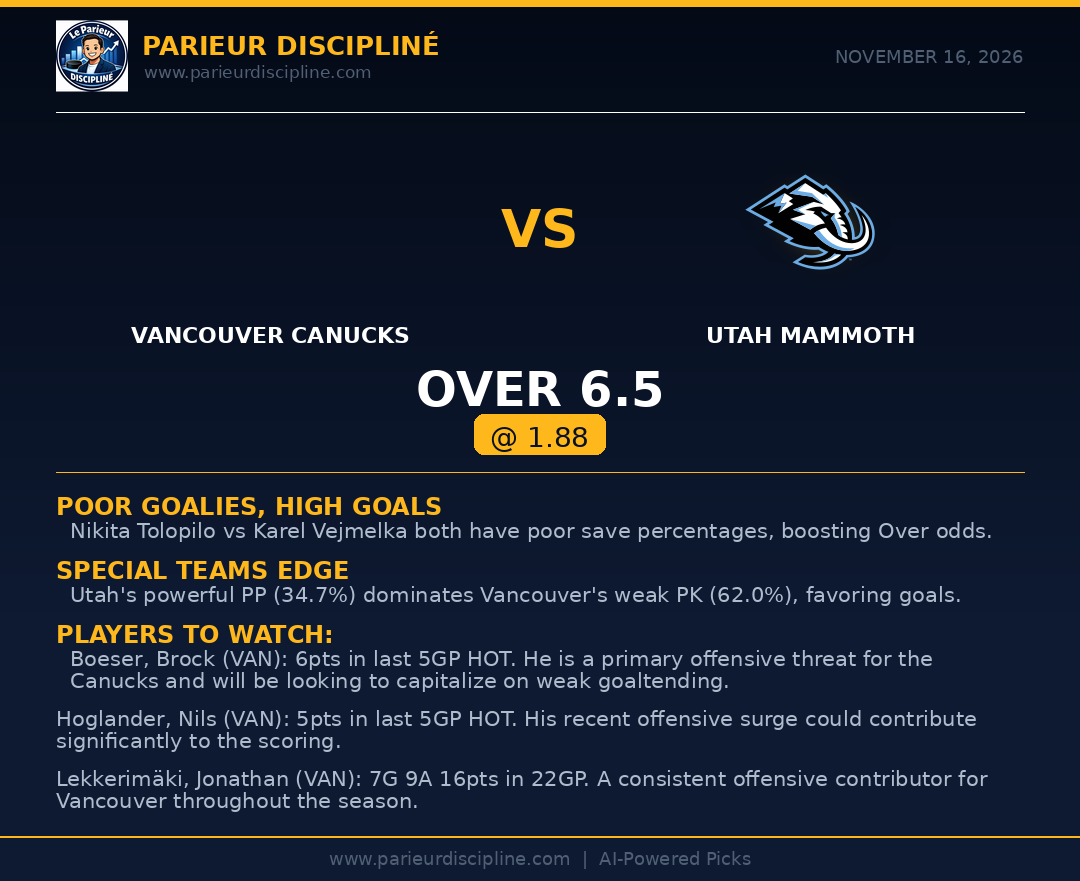 Le Parieur
DISCIPLINÉ
PARIEUR DISCIPLINÉ
www.parieurdiscipline.com
NOVEMBER 16, 2026
VS
VANCOUVER CANUCKS
UTAH MAMMOTH
OVER 6.5
@ 1.88
POOR GOALIES, HIGH GOALS
Nikita Tolopilo vs Karel Vejmelka both have poor save percentages, boosting Over odds.
SPECIAL TEAMS EDGE
Utah's powerful PP (34.7%) dominates Vancouver's weak PK (62.0%), favoring goals.
PLAYERS TO WATCH:
Boeser, Brock (VAN): 6pts in last 5GP HOT. He is a primary offensive threat for the
Canucks and will be looking to capitalize on weak goaltending.
Hoglander, Nils (VAN): 5pts in last 5GP HOT. His recent offensive surge could contribute
significantly to the scoring.
Lekkerimäki, Jonathan (VAN): 7G 9A 16pts in 22GP. A consistent offensive contributor for
Vancouver throughout the season.
www.parieurdiscipline.com | AI-Powered Picks